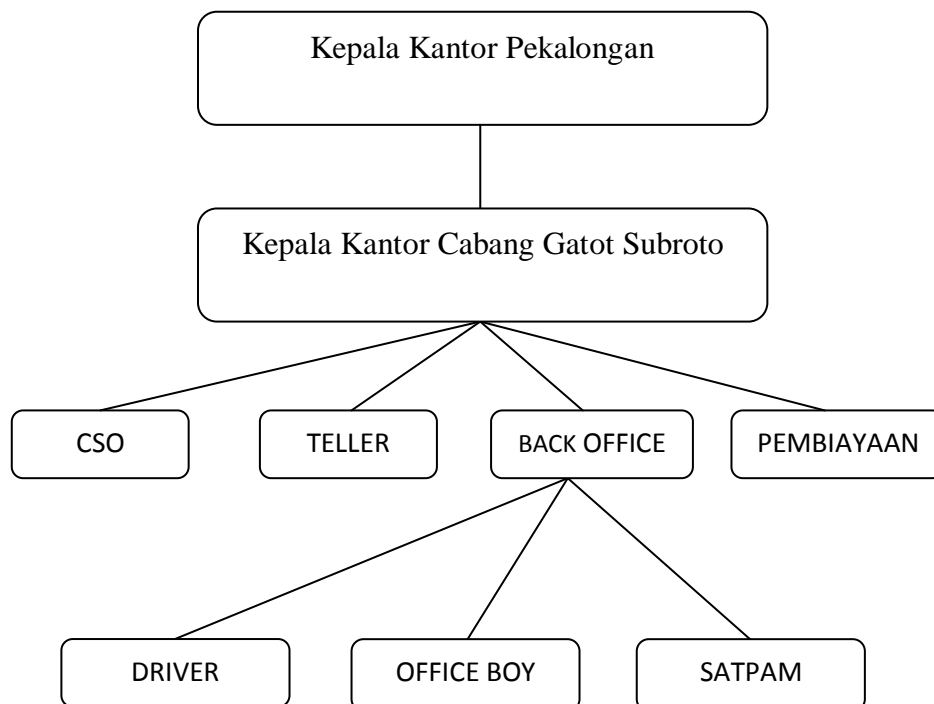 Kepala Kantor Pekalongan
Kepala Kantor Cabang Gatot Subroto
CSO
TELLER
BACK OFFICE
PEMBIAYAAN
DRIVER
OFFICE BOY
SATPAM